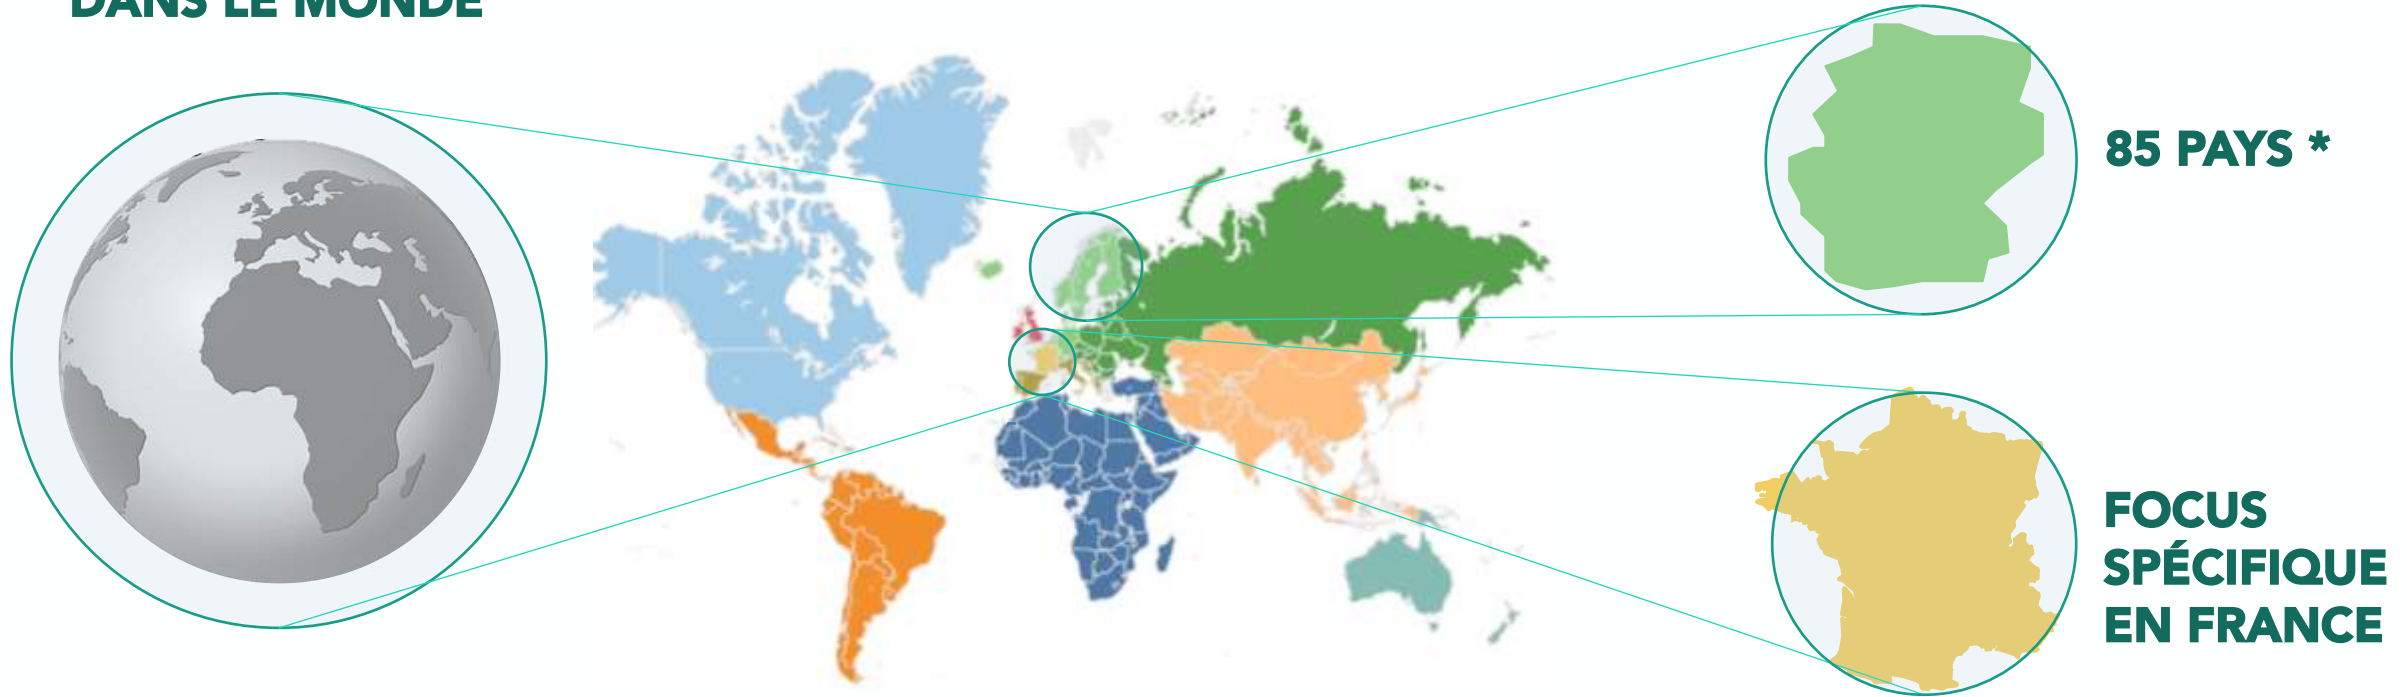 DANS LE MONDE
85 PAYS *
FOCUS
SPÉCIFIQUE
EN FRANCE